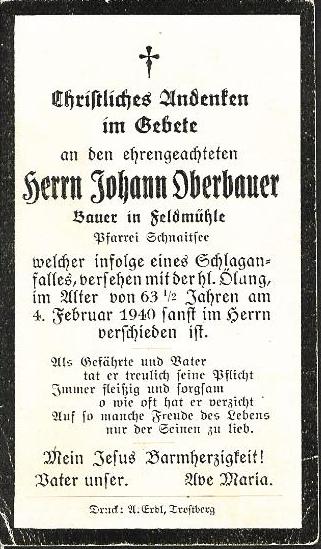 Christliches Andenken
im Gebete
an den ehrengeachteten
Herrn Johann Oberbauer
Bauer in Feldmühle
Pfarrei Schnaitsee
welcher infolge eines Schlagan-
falles, versehen mit der hl. Ölang,
im Alter von 63 1/2 Jahren am
4. Februar 1940 sanft im Herrn
verschieden ist.
Als Gefährte und Vater
tat er treulich seine Pflicht
Immer fleißig und sorgsam
o wie oft hat er verzicht
Auf so manche Freude des Lebens
nur der Seinen zu lieb.
Mein Jesus Barmherzigkeit!
Vater unser. Ave Maria.
Druck: A. Erdl, Trostberg